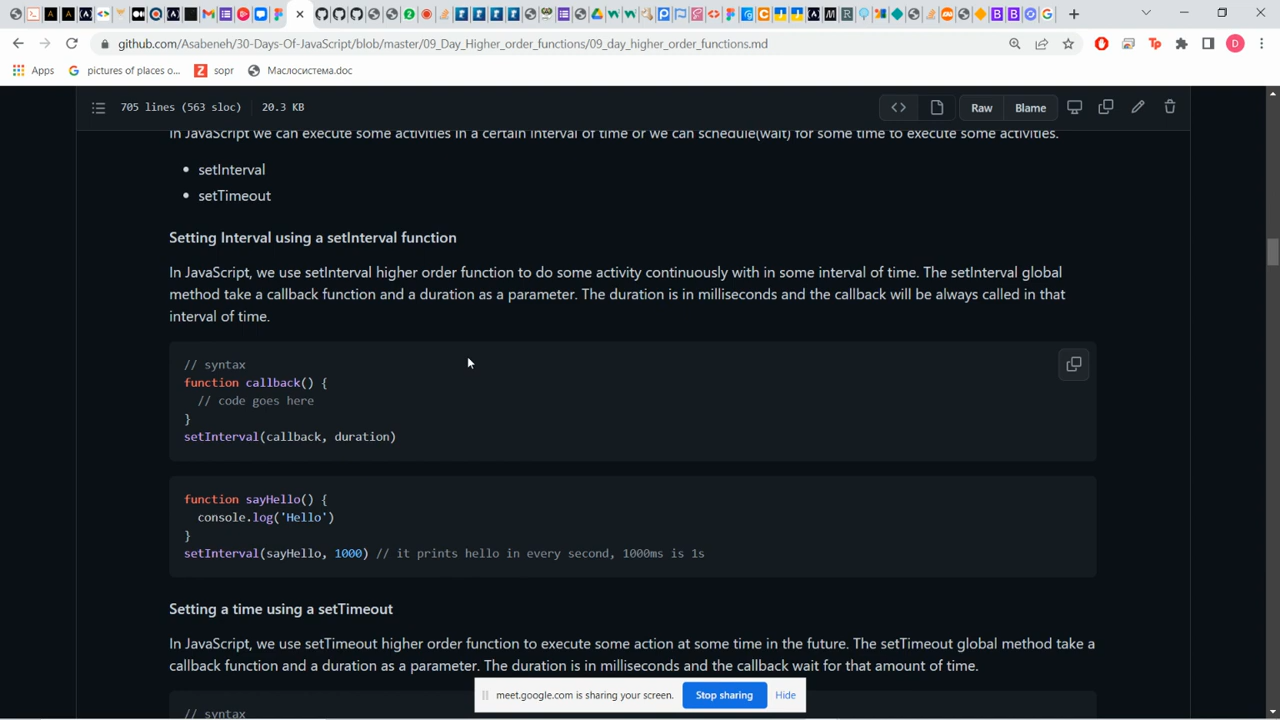 github.com/Asabeneh/30-Days-Of-JavaScript/blob/master/09_Day_Higher_order_functions/09_day_higher_order_functions.md
Apps pictures of places o... sopr Маслосистема.doc
705 lines (563 sloc) 20.3 KB Raw Blame
In JavaScript we can execute some activities in a certain interval of time or we can schedule(wait) for some time to execute some activities.
• setInterval
• setTimeout
Setting Interval using a setInterval function
In JavaScript, we use setInterval higher order function to do some activity continuously with in some interval of time. The setInterval global
method take a callback function and a duration as a parameter. The duration is in milliseconds and the callback will be always called in that
interval of time.
// syntax
function callback() {
// code goes here
}
setInterval(callback, duration)
function sayHello() {
console.log('Hello')
}
setInterval(sayHello, 1000) // it prints hello in every second, 1000ms is 1s
Setting a time using a setTimeout
In JavaScript, we use setTimeout higher order function to execute some action at some time in the future. The setTimeout global method take a
callback function and a duration as a parameter. The duration is in milliseconds and the callback wait for that amount of time.
meet.google.com is sharing your screen. Stop sharing Hide
// syntax